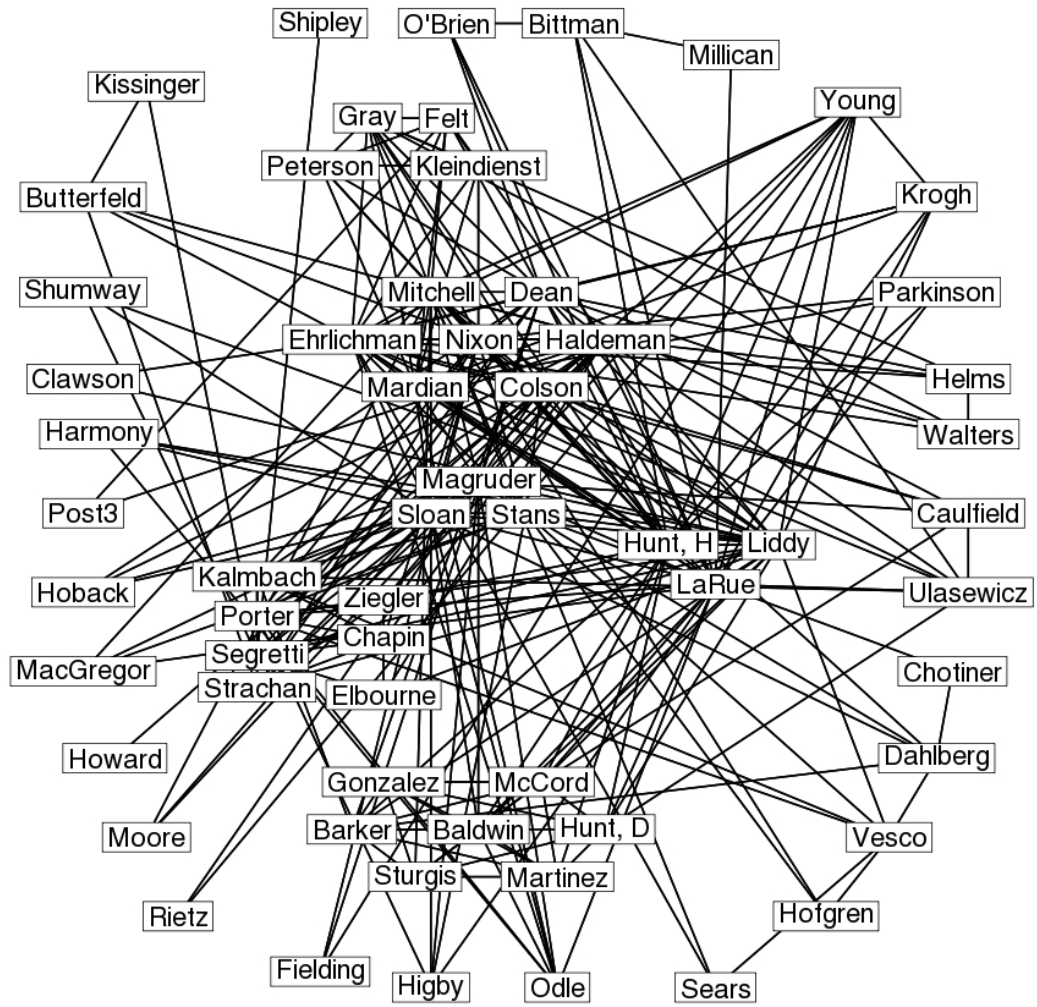 Shipley
O'Brien
Bittman
Millican
Kissinger
Young
Gray
Felt
Peterson
Kleindienst
Butterfeld
Krogh
Shumway
Mitchell
Dean
Parkinson
Ehrlichman
Nixon
Haldeman
Clawson
Mardian
Colson
Helms
Harmony
Walters
Magruder
Post3
Sloan
Stans
Caulfield
Hunt, H
Liddy
Hoback
Kalmbach
Ziegler
LaRue
Ulasewicz
Porter
Chapin
MacGregor
Segretti
Chotiner
Strachan
Elbourne
Howard
Dahlberg
Gonzalez
McCord
Moore
Barker
Baldwin
Hunt, D
Vesco
Sturgis
Martinez
Rietz
Hofgren
Fielding
Higby
Odle
Sears